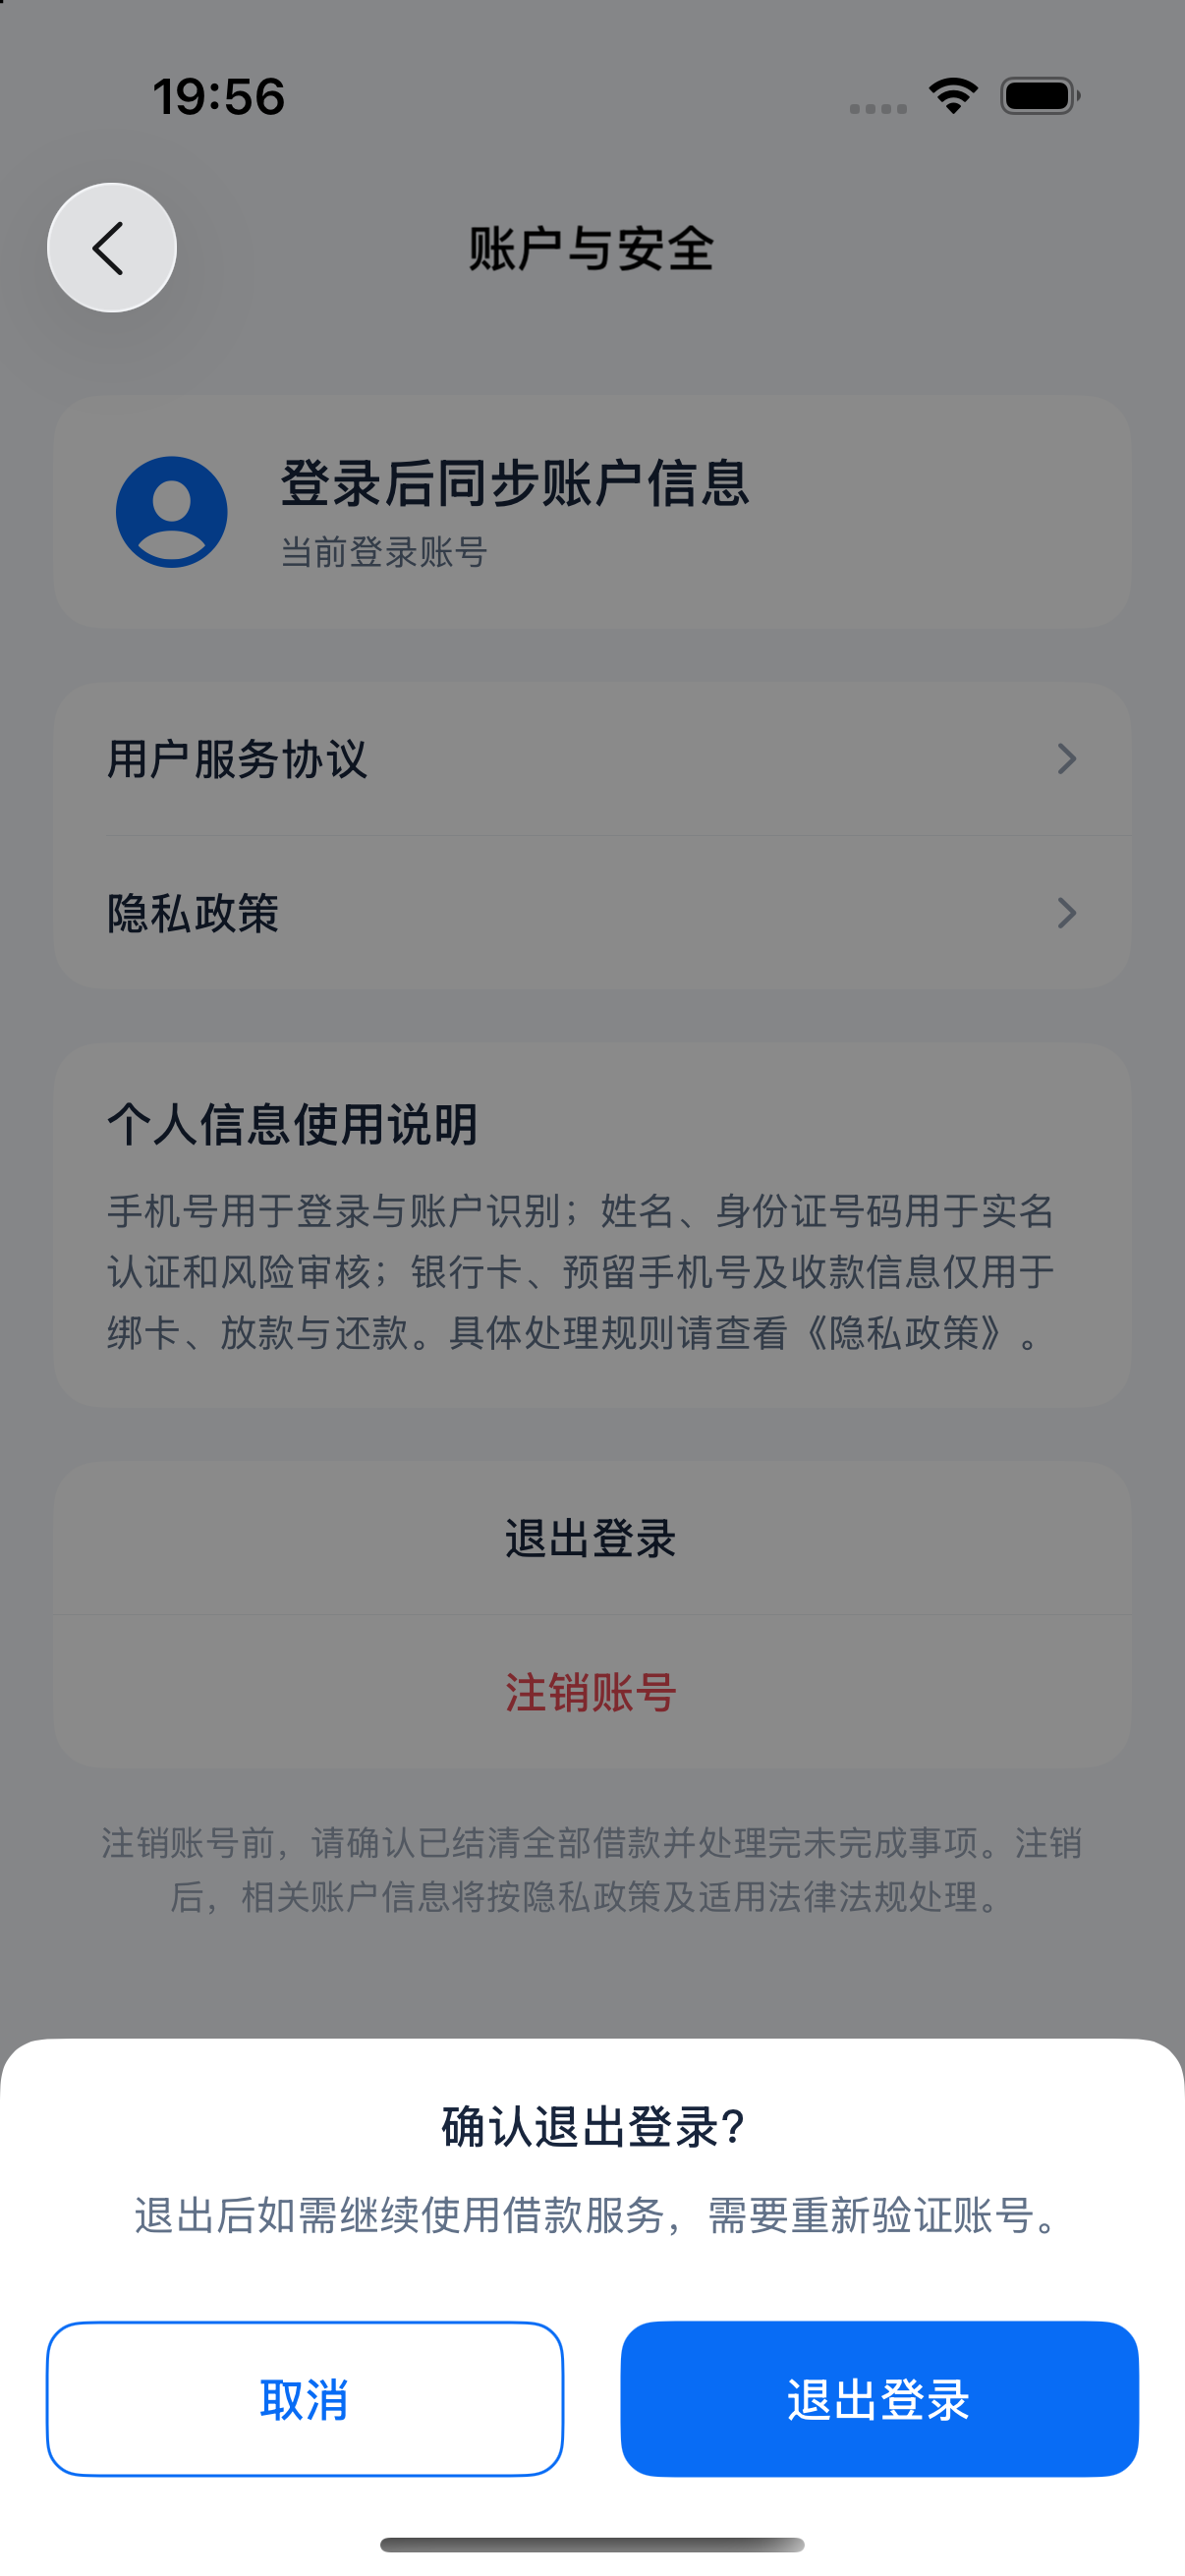 19:56
账户与安全
登录后同步账户信息
当前登录账号
用户服务协议
隐私政策
个人信息使用说明
手机号用于登录与账户识别；姓名、身份证号码用于实名
认证和风险审核；银行卡、预留手机号及收款信息仅用于
绑卡、放款与还款。具体处理规则请查看《隐私政策》。
退出登录
注销账号
注销账号前，请确认已结清全部借款并处理完未完成事项。注销
后，相关账户信息将按隐私政策及适用法律法规处理。
确认退出登录?
退出后如需继续使用借款服务，需要重新验证账号。
取消
退出登录